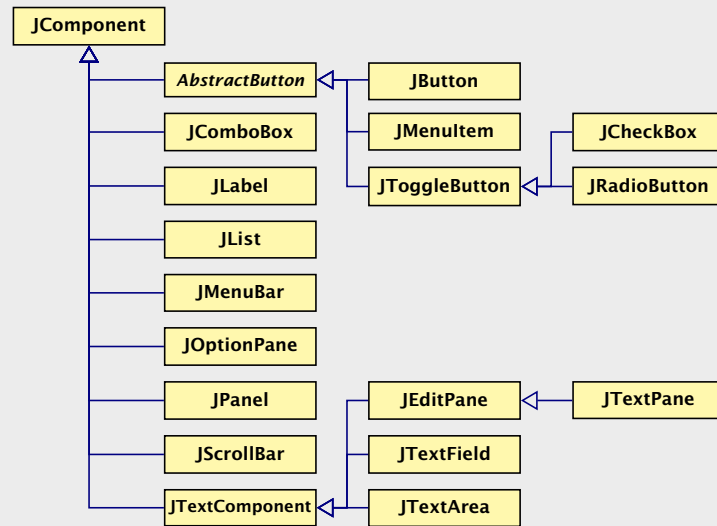 JComponent
AbstractButton
JButton
JComboBox
JMenuItem
JCheckBox
JLabel
JToggleButton
JRadioButton
JList
JMenuBar
JOptionPane
JPanel
JEditPane
JTextPane
JScrollBar
JTextField
JTextComponent
JTextArea